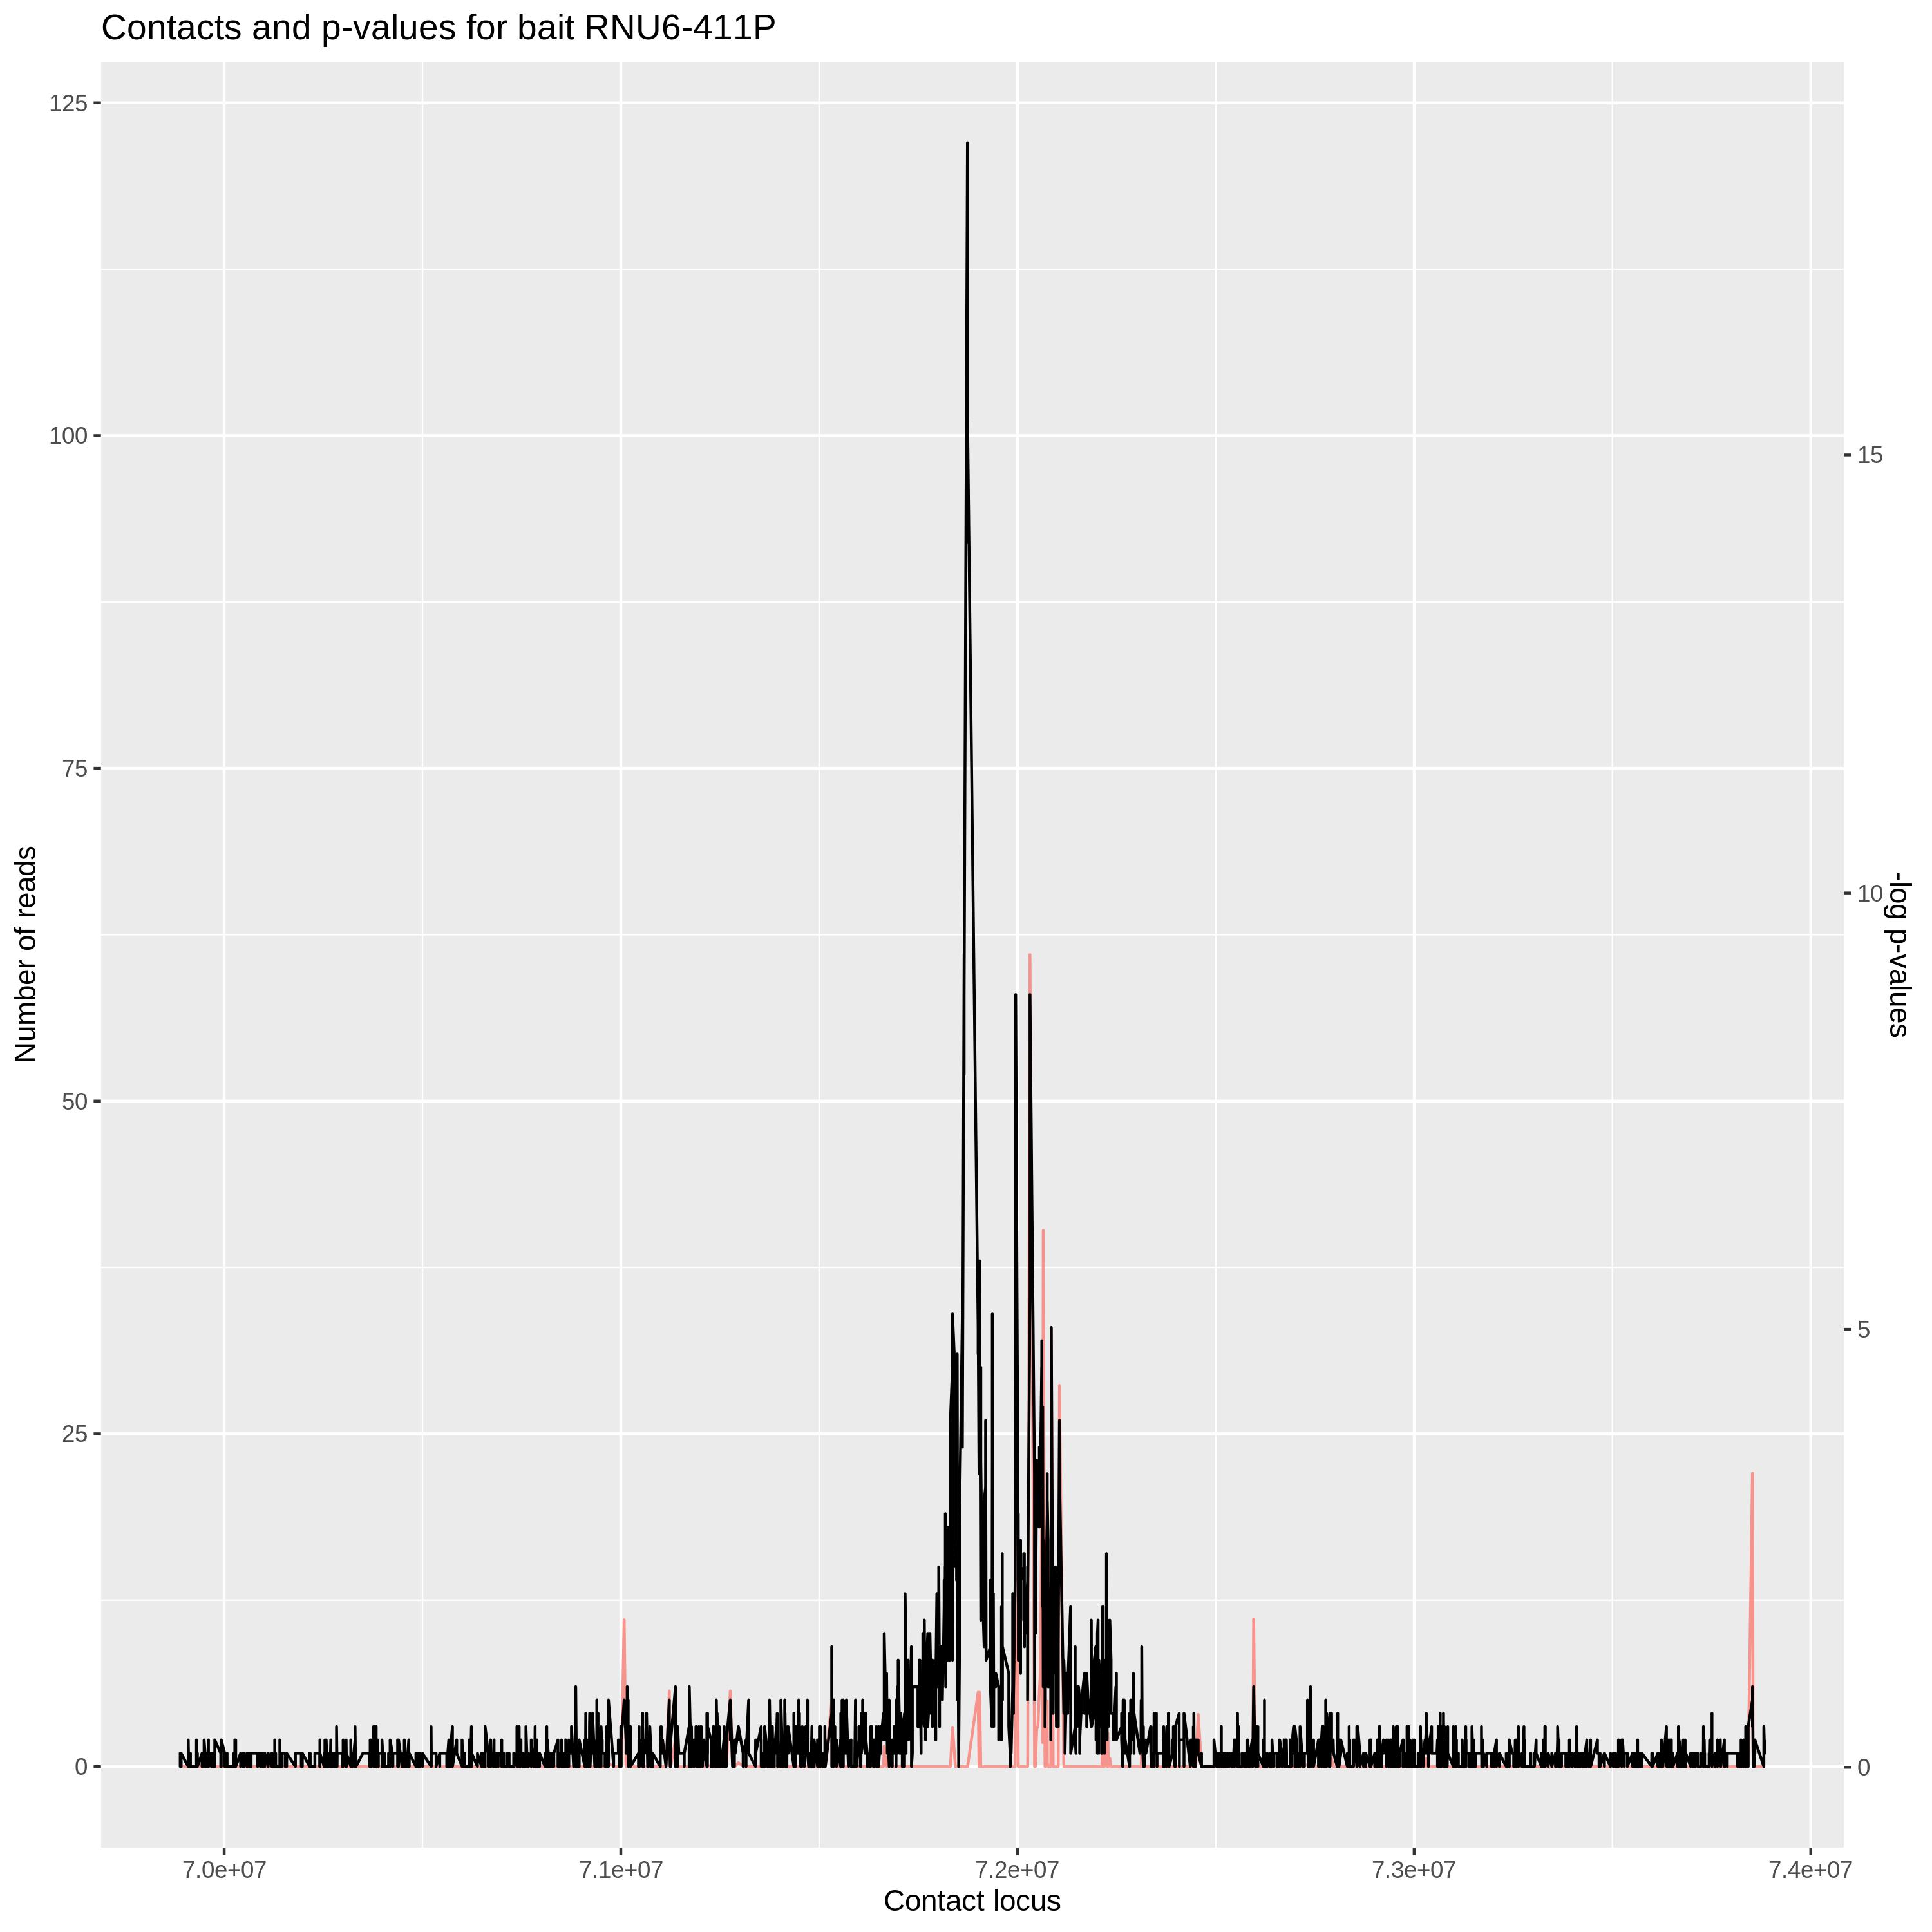 Contacts and p-values for bait RNU6-411P
125
100
75
50
25
0
Number of reads
15
10
5
0
-log p-values
7.0e+07
7.1e+07
7.2e+07
7.3e+07
7.4e+07
Contact locus